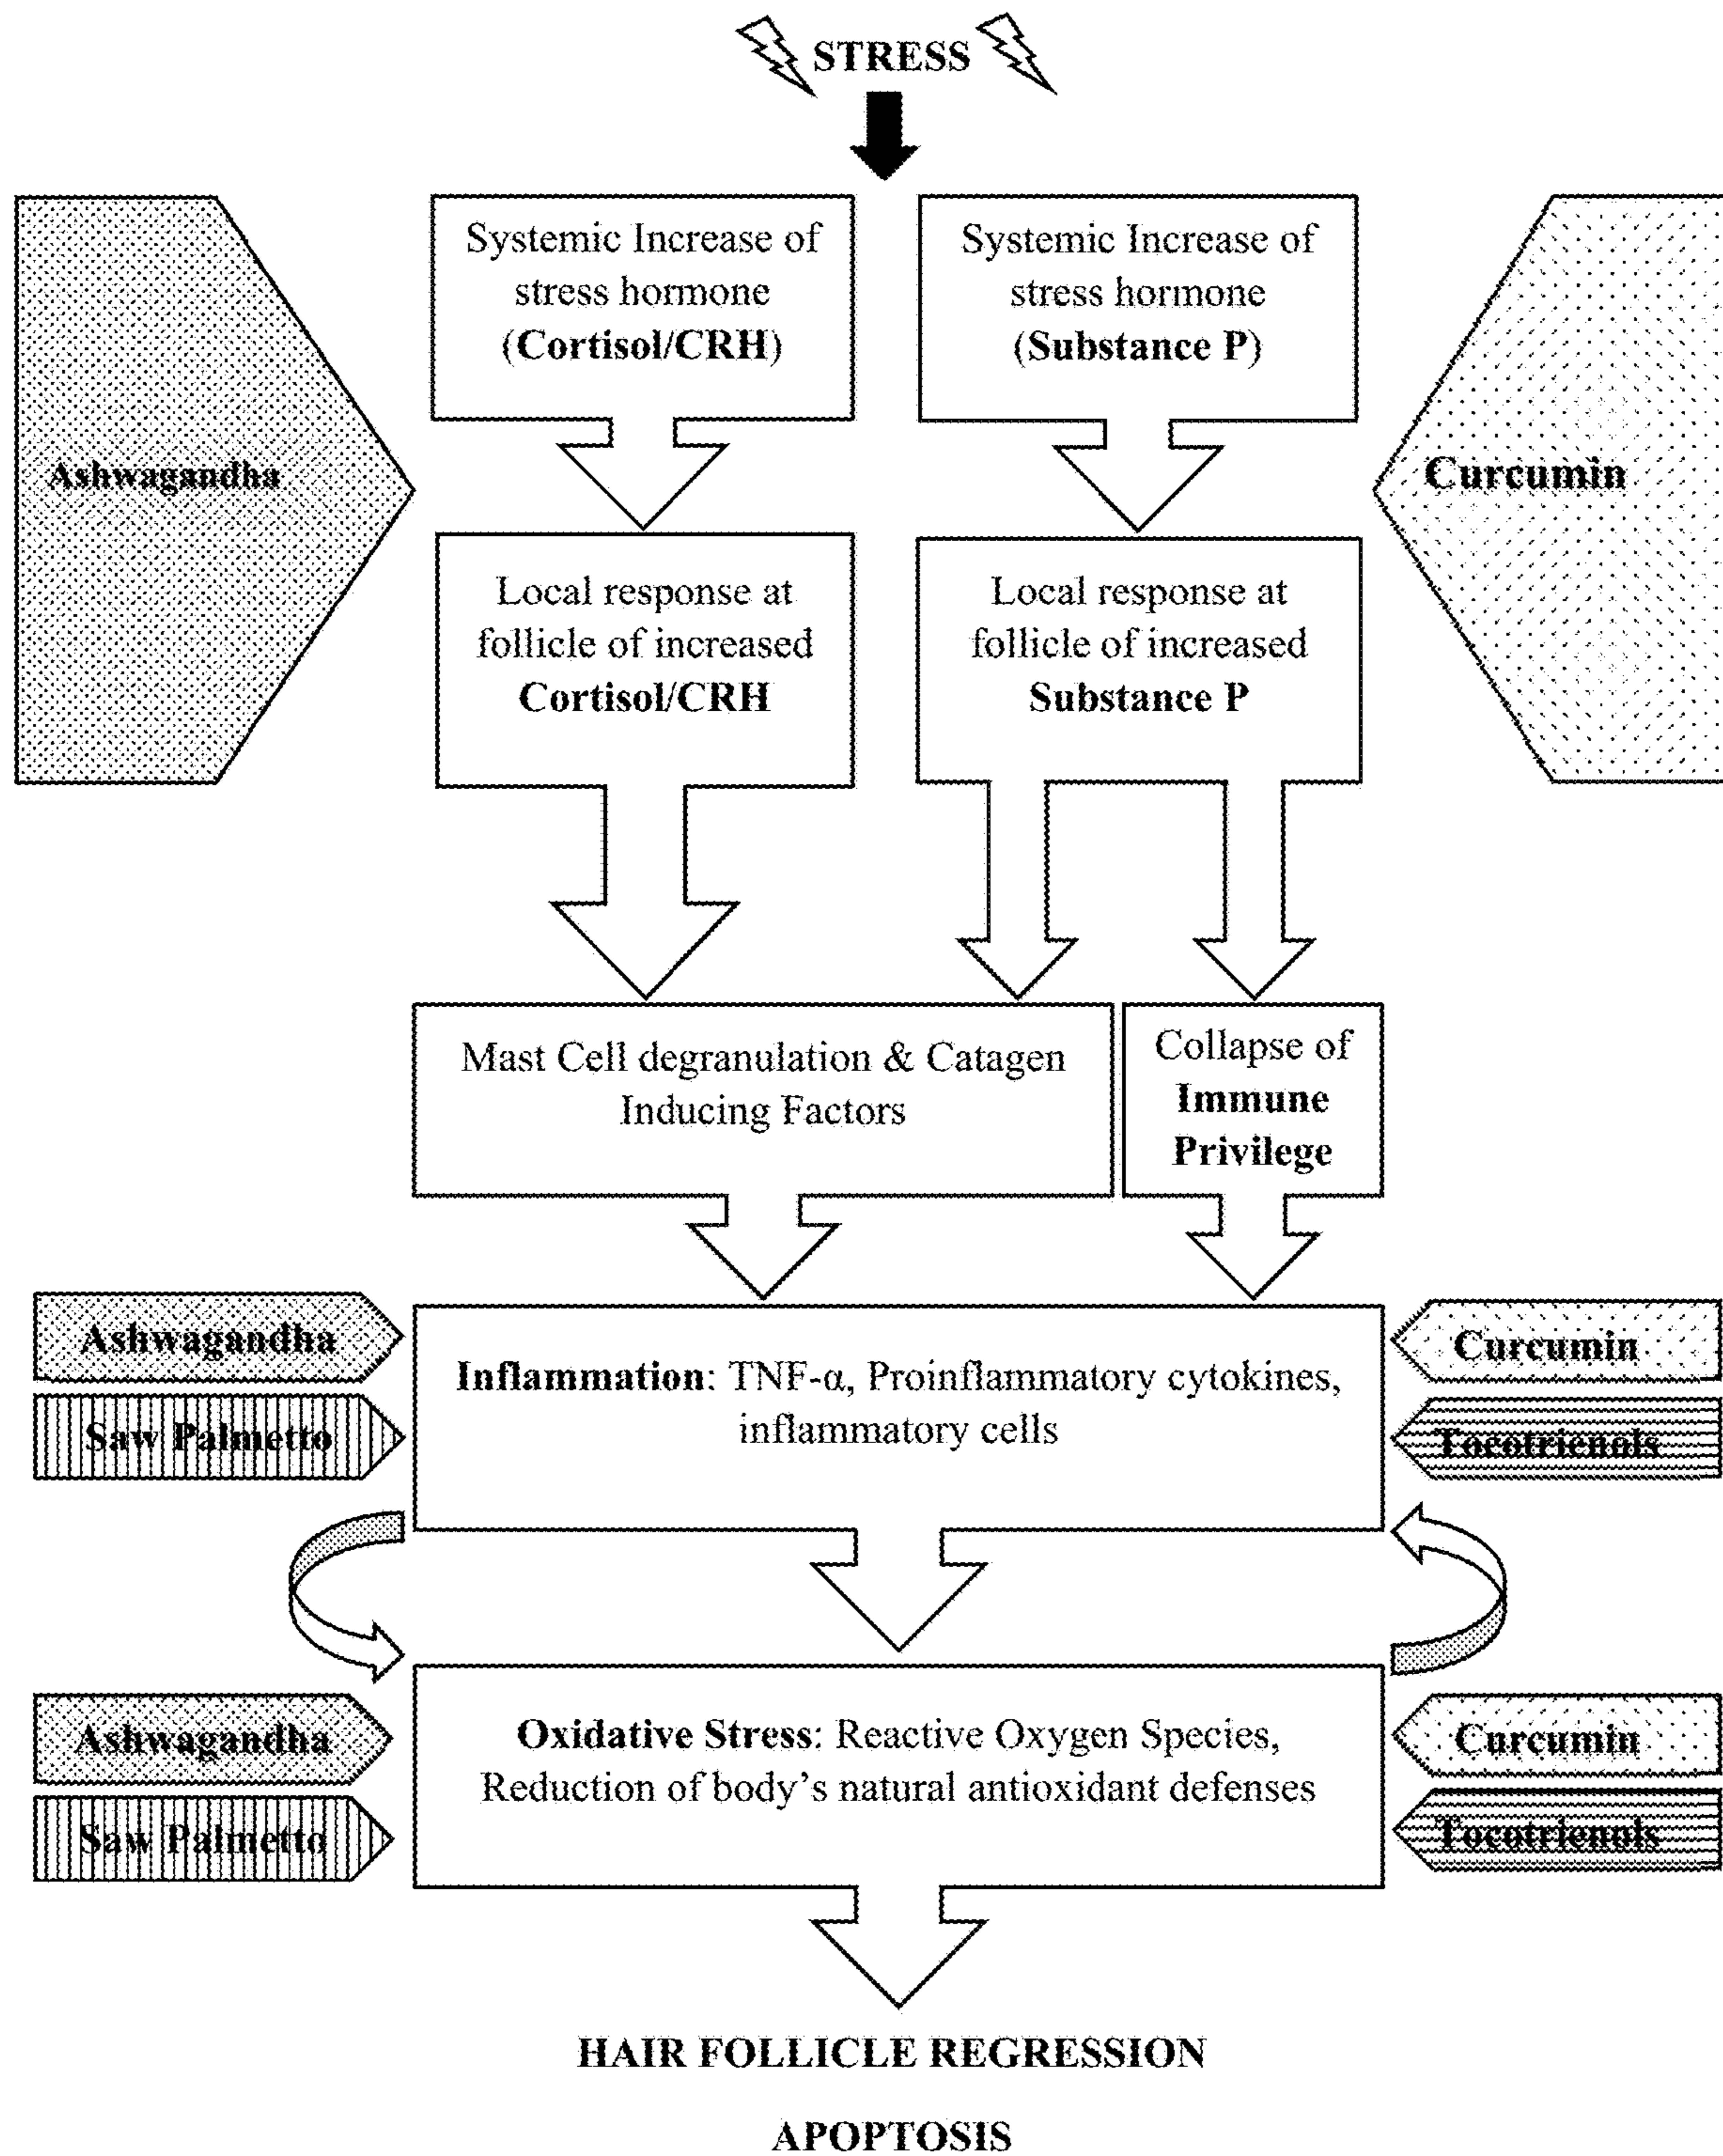 STRESS
Systemic Increase of
stress hormone
(Cortisol/CRH)
Systemic Increase of
stress hormone
(Substance P)
Ashwagandha
Curcumin
Local response at
follicle of increased
Cortisol/CRH
Local response at
follicle of increased
Substance P
Mast Cell degranulation & Catagen
Inducing Factors
Collapse of
Immune
Privilege
Ashwagandha
Saw Palmetto
Inflammation: TNF-α, Proinflammatory cytokines,
inflammatory cells
Curcumin
Tocotrienols
Ashwagandha
Saw Palmetto
Oxidative Stress: Reactive Oxygen Species,
Reduction of body's natural antioxidant defenses
Curcumin
Tocotrienols
HAIR FOLLICLE REGRESSION
APOPTOSIS